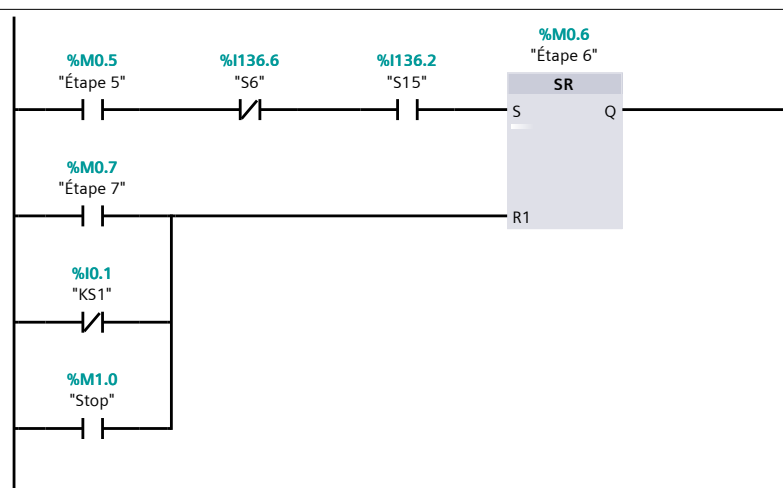 %M0.6
"Étape 6"
%M0.5
"Étape 5"
%I136.6
"S6"
%I136.2
"S15"
SR
S
Q
%M0.7
"Étape 7"
R1
%I0.1
"KS1"
%M1.0
"Stop"